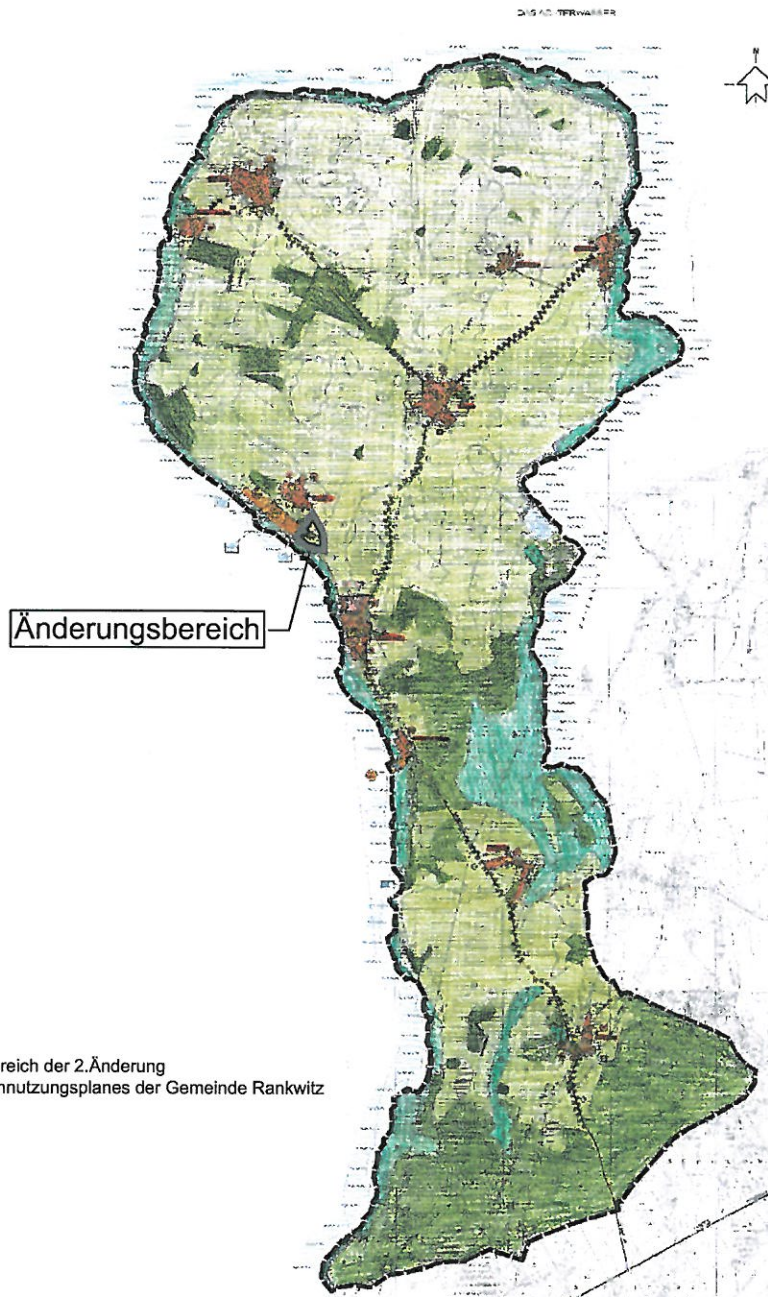 N
Änderungsbereich
reich der 2.Änderung
nnutzungsplanes der Gemeinde Rankwitz